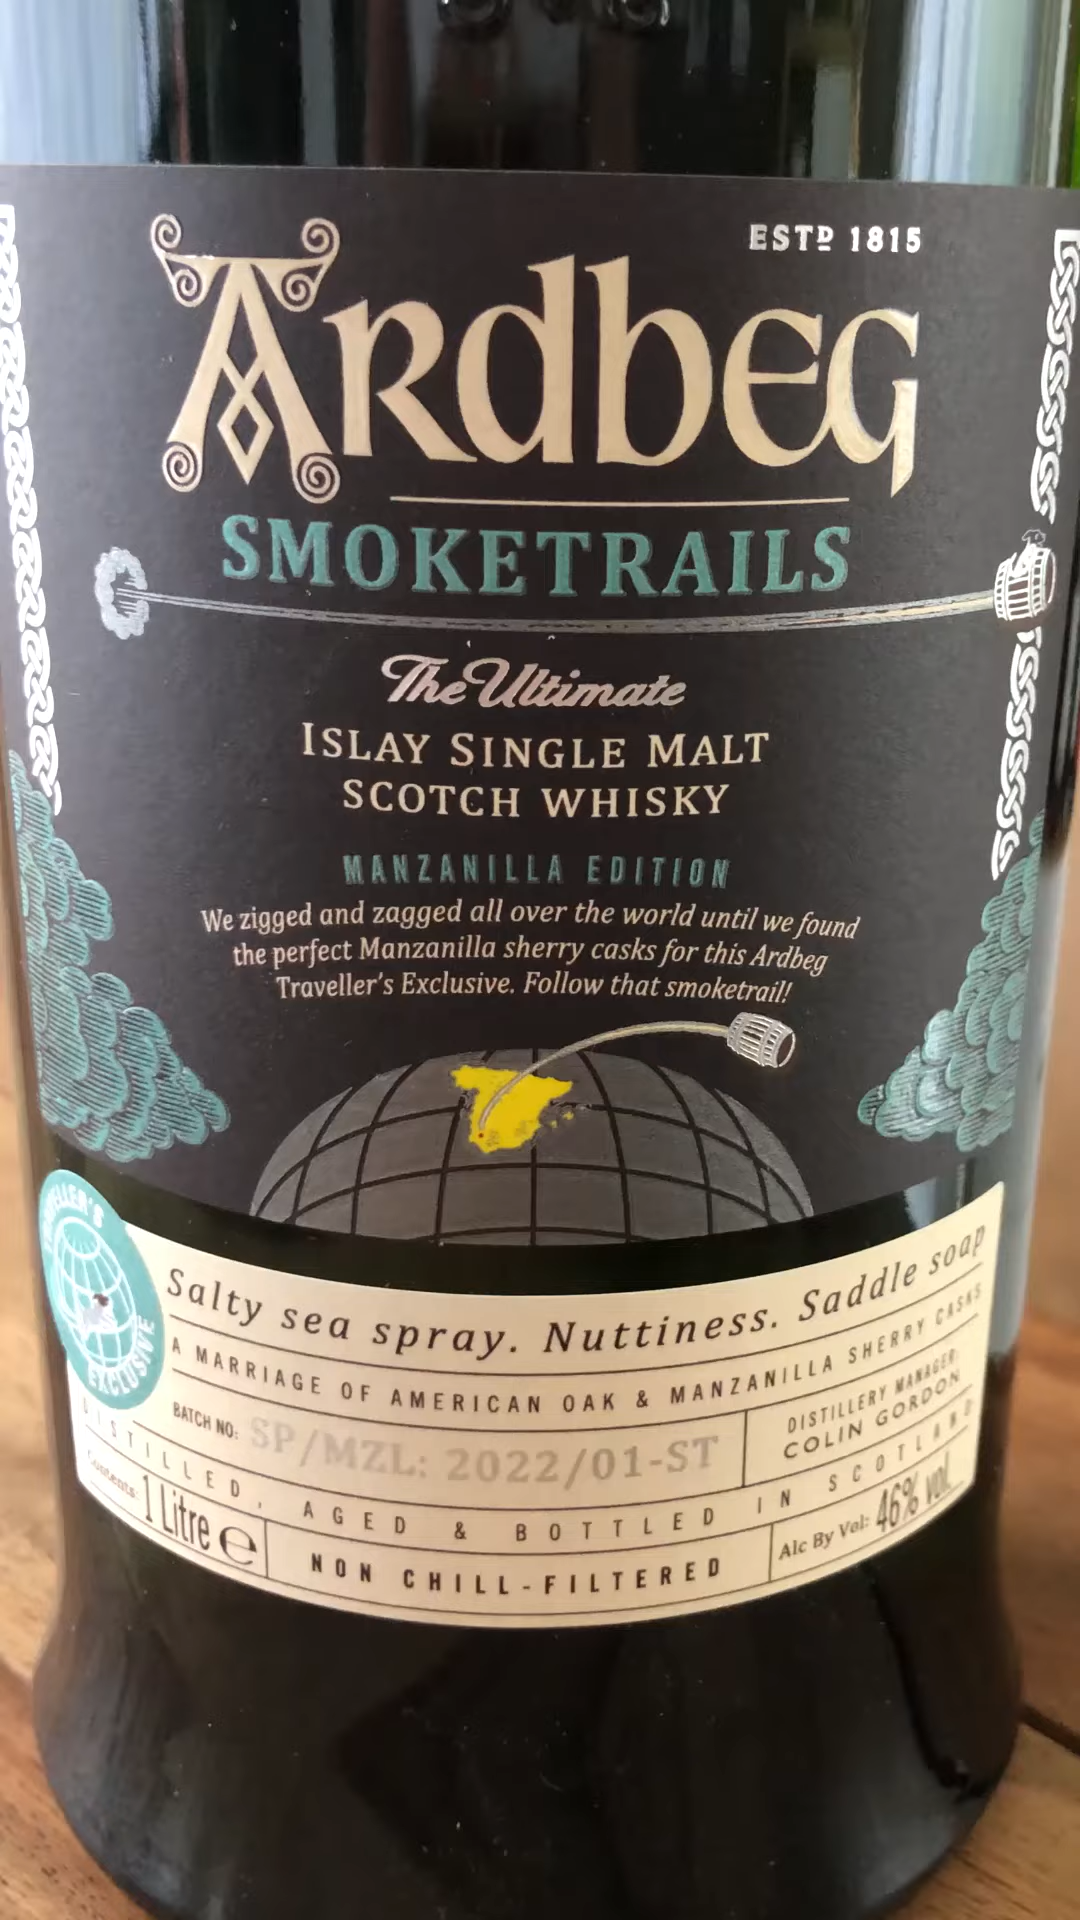 ESTD 1815
Ardbeg
SMOKETRAILS
The Ultimate
ISLAY SINGLE MALT
SCOTCH WHISKY
MANZANILLA EDITION
We zigged and zagged all over the world until we found
the perfect Manzanilla sherry casks for this Ardbeg
Traveller's Exclusive. Follow that smoketrail!
TRAVELLER'S
EXCLUSIVE
Salty sea spray. Nuttiness. Saddle soap
A MARRIAGE OF AMERICAN OAK & MANZANILLA SHERRY CASKS
BATCH NO: SP/MZL: 2022/01-ST
DISTILLERY MANAGER:
COLIN GORDON
DISTILLED, AGED & BOTTLED IN SCOTLAND
Contents: 1 Litre ℮
NON CHILL-FILTERED
Alc By Vol: 46% vol.